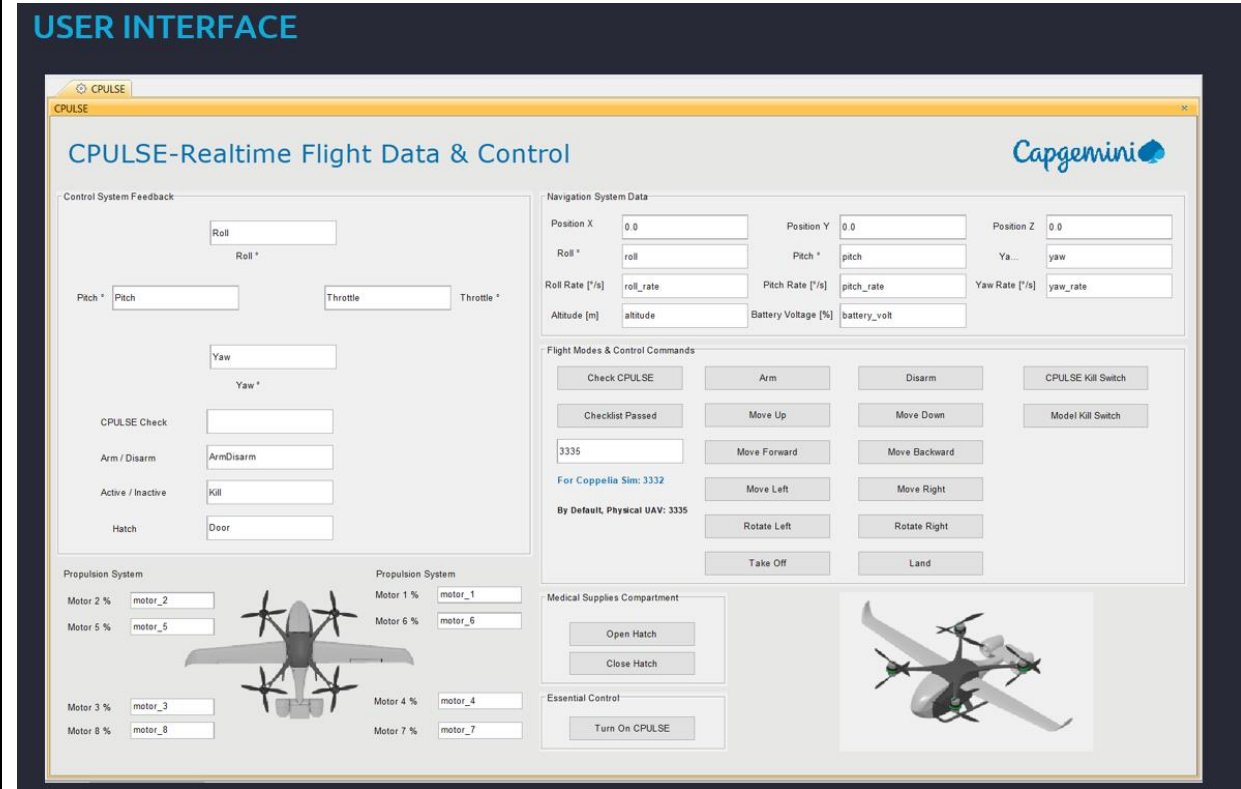 USER INTERFACE
CPULSE
CPULSE
CPULSE-Realtime Flight Data & Control
Capgemini
Control System Feedback
Roll
Roll °
Pitch ° Pitch
Throttle Throttle °
Yaw
Yaw °
CPULSE Check
Arm / Disarm ArmDisarm
Active / Inactive Kill
Hatch Door
Navigation System Data
Position X 0.0 Position Y 0.0 Position Z 0.0
Roll ° roll Pitch ° pitch Ya... yaw
Roll Rate [°/s] roll_rate Pitch Rate [°/s] pitch_rate Yaw Rate [°/s] yaw_rate
Altitude [m] altitude Battery Voltage [%] battery_volt
Flight Modes & Control Commands
Check CPULSE Arm Disarm CPULSE Kill Switch
Checklist Passed Move Up Move Down Model Kill Switch
3335 Move Forward Move Backward
For Coppelia Sim: 3332
Move Left Move Right
By Default, Physical UAV: 3335
Rotate Left Rotate Right
Take Off Land
Propulsion System
Motor 2 % motor_2
Motor 5 % motor_5
Motor 3 % motor_3
Motor 8 % motor_8
Propulsion System
Motor 1 % motor_1
Motor 6 % motor_6
Motor 4 % motor_4
Motor 7 % motor_7
Medical Supplies Compartment
Open Hatch
Close Hatch
Essential Control
Turn On CPULSE